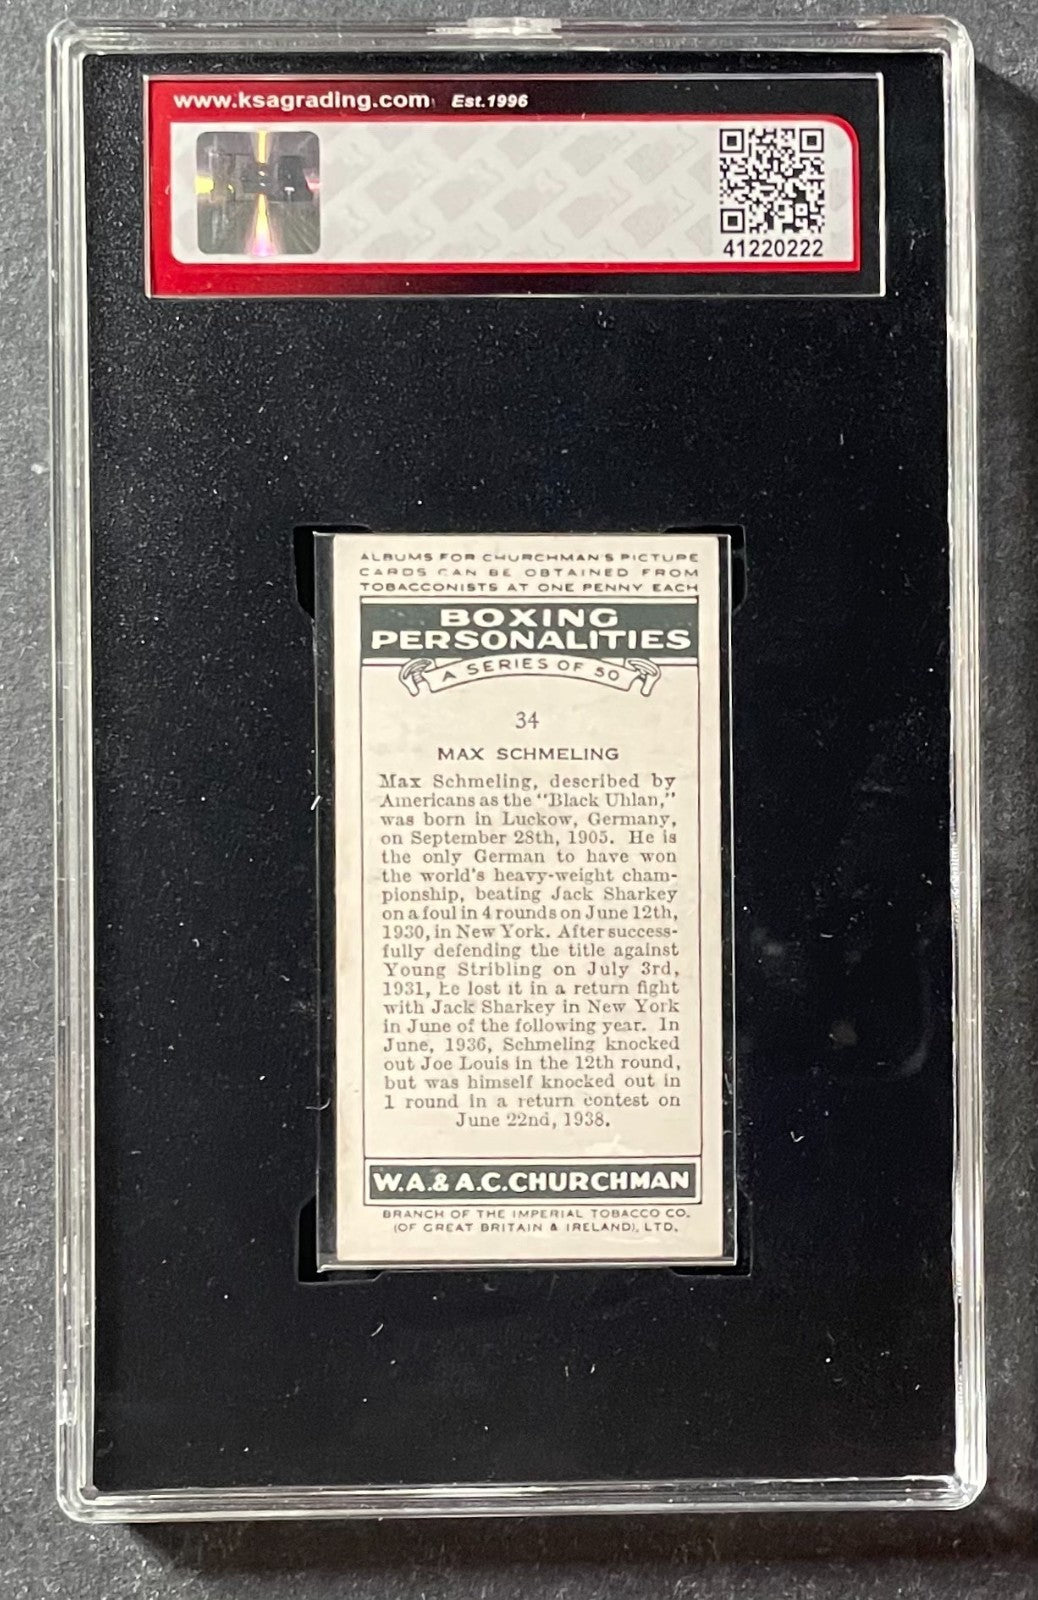 www.ksagrading.com Est.1996
41220222
ALBUMS FOR CHURCHMAN'S PICTURE
CARDS CAN BE OBTAINED FROM
TOBACCONISTS AT ONE PENNY EACH
BOXING
PERSONALITIES
A SERIES OF 50
34
MAX SCHMELING
Max Schmeling, described by
Americans as the "Black Uhlan,"
was born in Luckow, Germany,
on September 28th, 1905. He is
the only German to have won
the world's heavy-weight cham-
pionship, beating Jack Sharkey
on a foul in 4 rounds on June 12th,
1930, in New York. After success-
fully defending the title against
Young Stribling on July 3rd,
1931, he lost it in a return fight
with Jack Sharkey in New York
in June of the following year. In
June, 1936, Schmeling knocked
out Joe Louis in the 12th round,
but was himself knocked out in
1 round in a return contest on
June 22nd, 1938.
W.A.& A.C.CHURCHMAN
BRANCH OF THE IMPERIAL TOBACCO CO.
(OF GREAT BRITAIN & IRELAND), LTD.